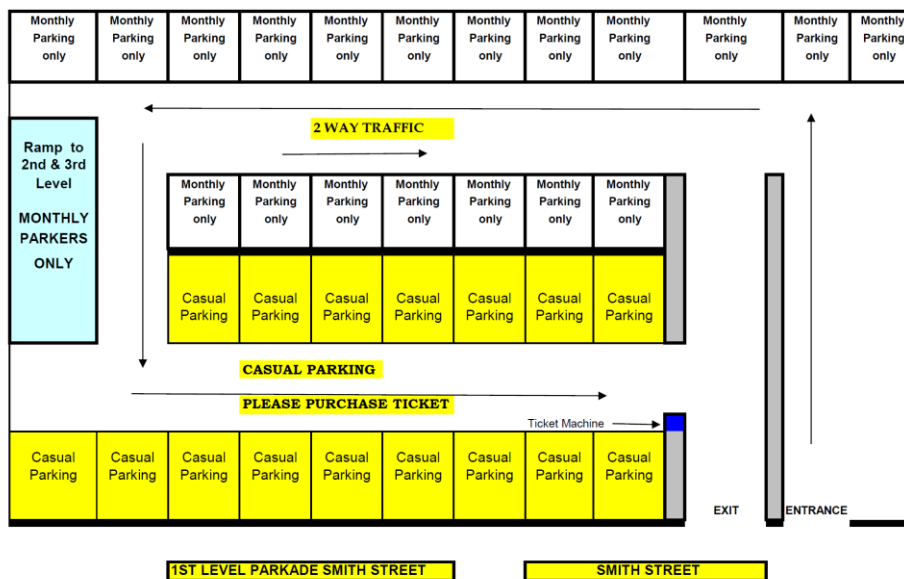 Monthly
Parking
only
Monthly
Parking
only
Monthly
Parking
only
Monthly
Parking
only
Monthly
Parking
only
Monthly
Parking
only
Monthly
Parking
only
Monthly
Parking
only
Monthly
Parking
only
Monthly
Parking
only
Monthly
Parking
only
Monthly
Parking
only
2 WAY TRAFFIC
Ramp to
2nd & 3rd
Level
MONTHLY
PARKERS
ONLY
Monthly
Parking
only
Monthly
Parking
only
Monthly
Parking
only
Monthly
Parking
only
Monthly
Parking
only
Monthly
Parking
only
Monthly
Parking
only
Casual
Parking
Casual
Parking
Casual
Parking
Casual
Parking
Casual
Parking
Casual
Parking
Casual
Parking
CASUAL PARKING
PLEASE PURCHASE TICKET
Ticket Machine
Casual
Parking
Casual
Parking
Casual
Parking
Casual
Parking
Casual
Parking
Casual
Parking
Casual
Parking
Casual
Parking
Casual
Parking
EXIT
ENTRANCE
1ST LEVEL PARKADE SMITH STREET
SMITH STREET